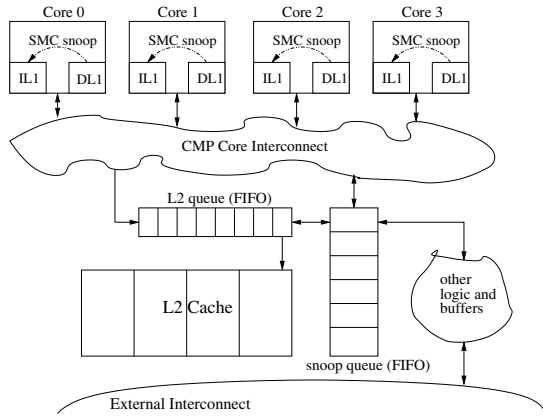 Core 0
Core 1
Core 2
Core 3
SMC snoop
SMC snoop
SMC snoop
SMC snoop
IL1
DL1
IL1
DL1
IL1
DL1
IL1
DL1
CMP Core Interconnect
L2 queue (FIFO)
L2 Cache
other
logic and
buffers
snoop queue (FIFO)
External Interconnect